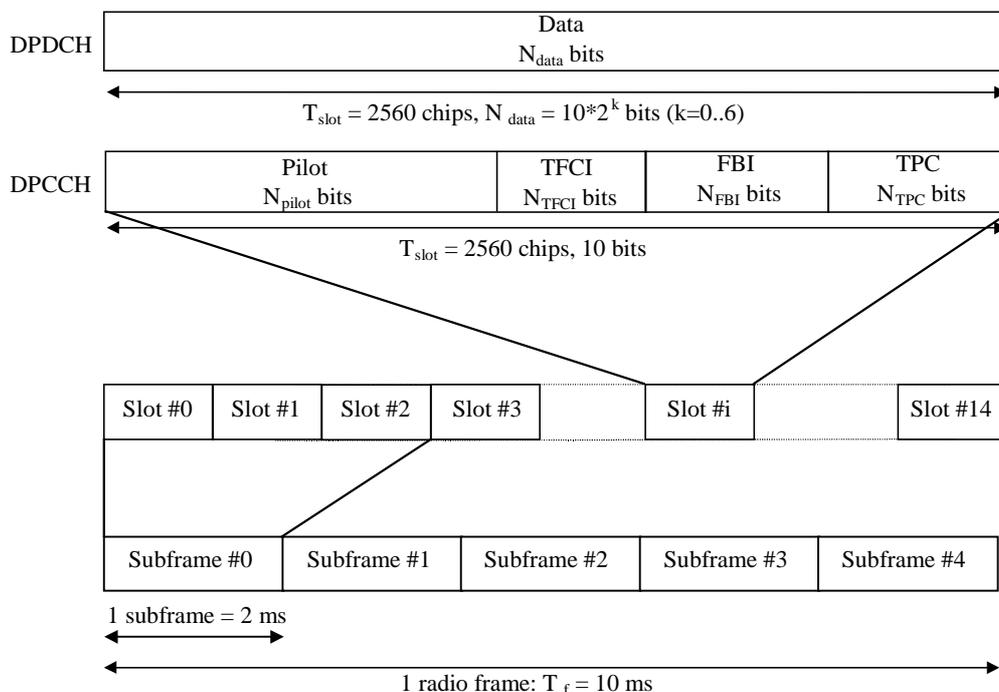 DPDCH
Data
N_data bits
T_slot = 2560 chips, N_data = 10*2^k bits (k=0..6)
DPCCH
Pilot
N_pilot bits
TFCI
N_TFCI bits
FBI
N_FBI bits
TPC
N_TPC bits
T_slot = 2560 chips, 10 bits
Slot #0 Slot #1 Slot #2 Slot #3 Slot #i Slot #14
Subframe #0 Subframe #1 Subframe #2 Subframe #3 Subframe #4
1 subframe = 2 ms
1 radio frame: T_f = 10 ms